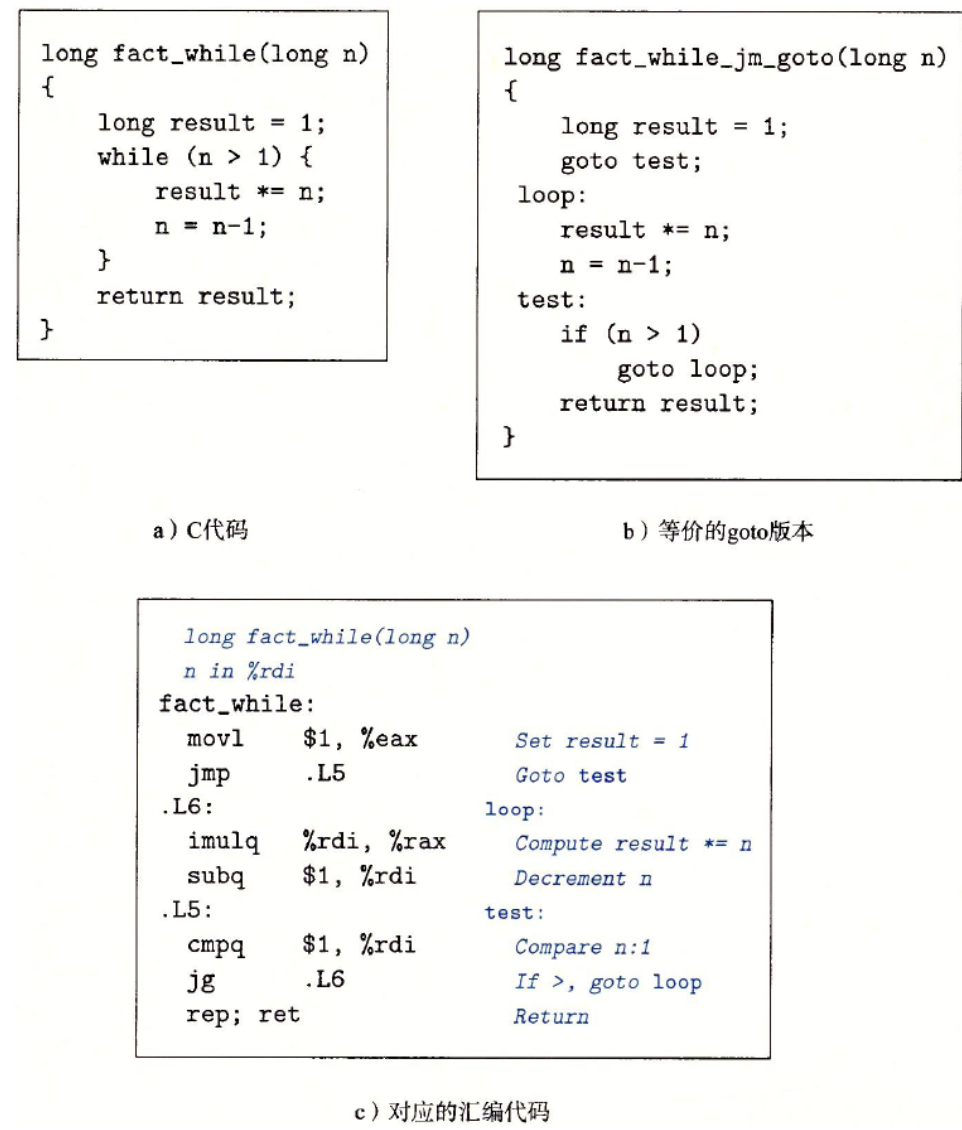 long fact_while(long n)
{
    long result = 1;
    while (n > 1) {
        result *= n;
        n = n-1;
    }
    return result;
}
a）C代码
long fact_while_jm_goto(long n)
{
    long result = 1;
    goto test;
 loop:
    result *= n;
    n = n-1;
 test:
    if (n > 1)
        goto loop;
    return result;
}
b）等价的goto版本
long fact_while(long n)
n in %rdi
fact_while:
  movl    $1, %eax    Set result = 1
  jmp     .L5    Goto test
.L6:    loop:
  imulq   %rdi, %rax    Compute result *= n
  subq    $1, %rdi    Decrement n
.L5:    test:
  cmpq    $1, %rdi    Compare n:1
  jg      .L6    If >, goto loop
  rep; ret    Return
c）对应的汇编代码